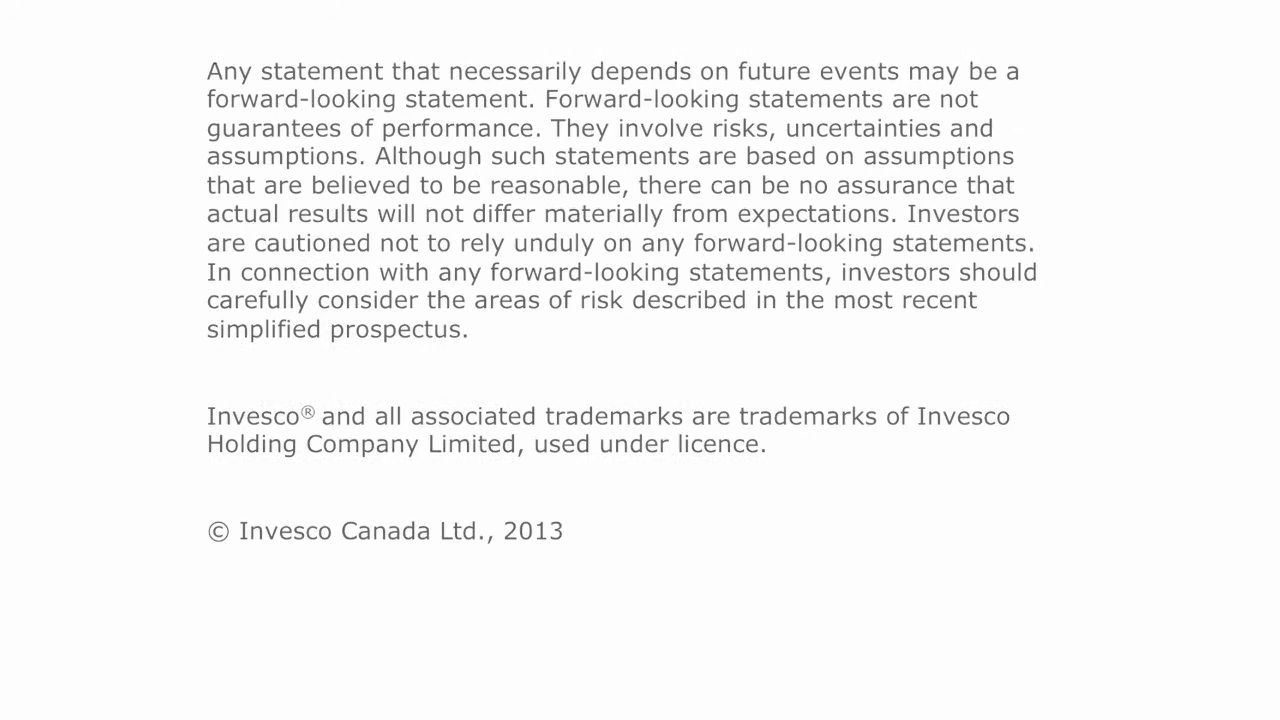 Any statement that necessarily depends on future events may be a
forward-looking statement. Forward-looking statements are not
guarantees of performance. They involve risks, uncertainties and
assumptions. Although such statements are based on assumptions
that are believed to be reasonable, there can be no assurance that
actual results will not differ materially from expectations. Investors
are cautioned not to rely unduly on any forward-looking statements.
In connection with any forward-looking statements, investors should
carefully consider the areas of risk described in the most recent
simplified prospectus.
Invesco® and all associated trademarks are trademarks of Invesco
Holding Company Limited, used under licence.
© Invesco Canada Ltd., 2013